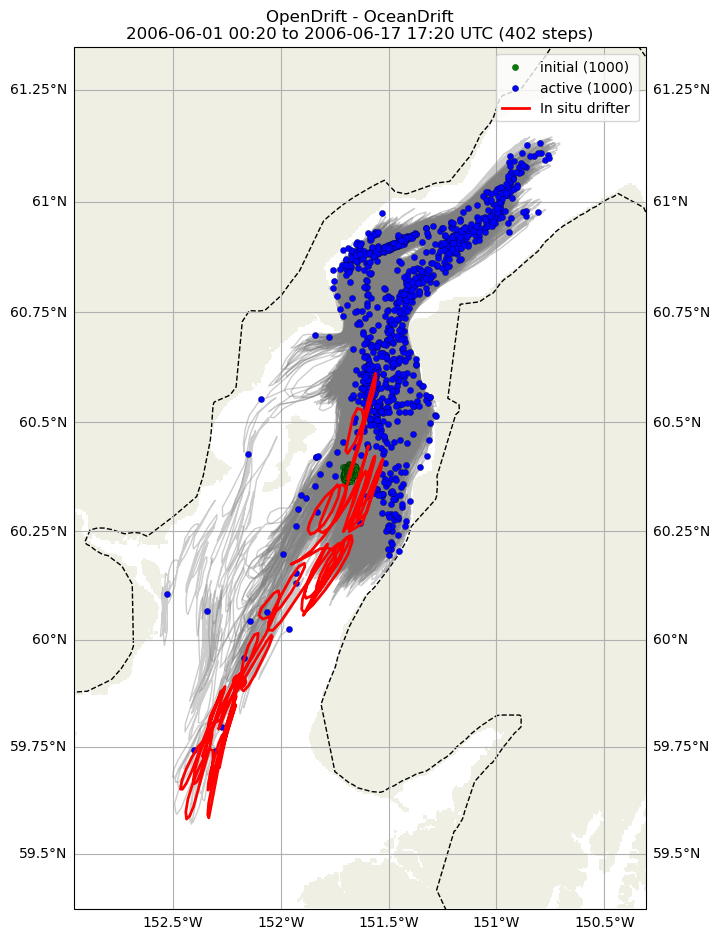 OpenDrift - OceanDrift
2006-06-01 00:20 to 2006-06-17 17:20 UTC (402 steps)
initial (1000)
active (1000)
In situ drifter
61.25°N
61.25°N
61°N
61°N
60.75°N
60.75°N
60.5°N
60.5°N
60.25°N
60.25°N
60°N
60°N
59.75°N
59.75°N
59.5°N
59.5°N
152.5°W
152°W
151.5°W
151°W
150.5°W